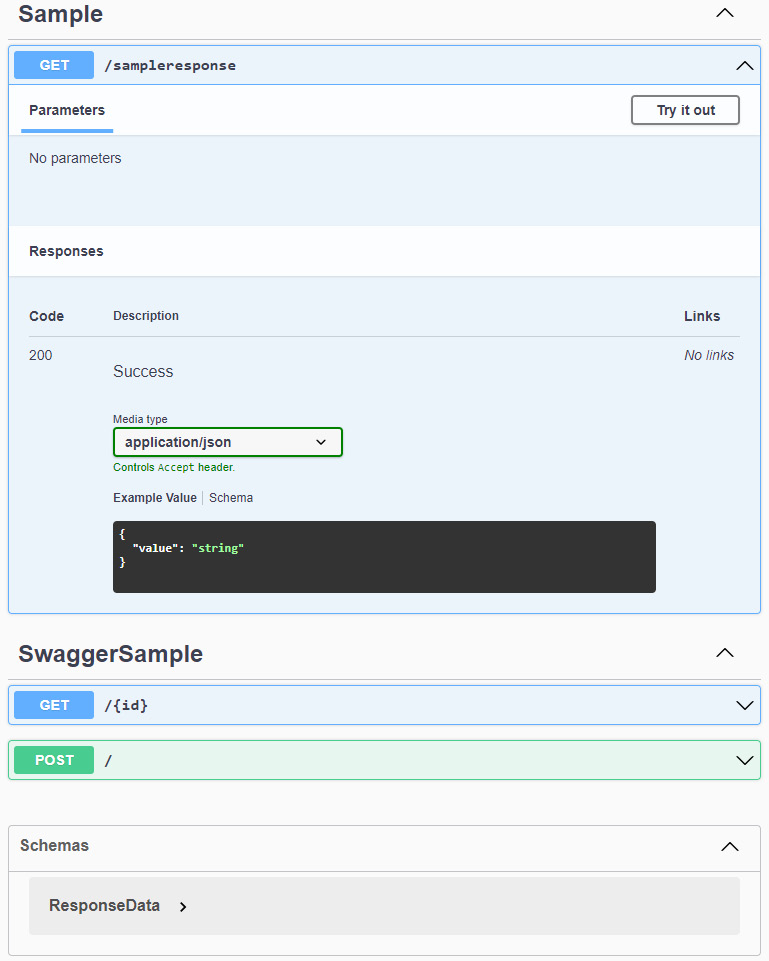 Sample
GET /sampleresponse
Parameters Try it out
No parameters
Responses
Code Description Links
200 Success No links
Media type
application/json
Controls Accept header.
Example Value Schema
{
"value": "string"
}
SwaggerSample
GET /{id}
POST /
Schemas
ResponseData